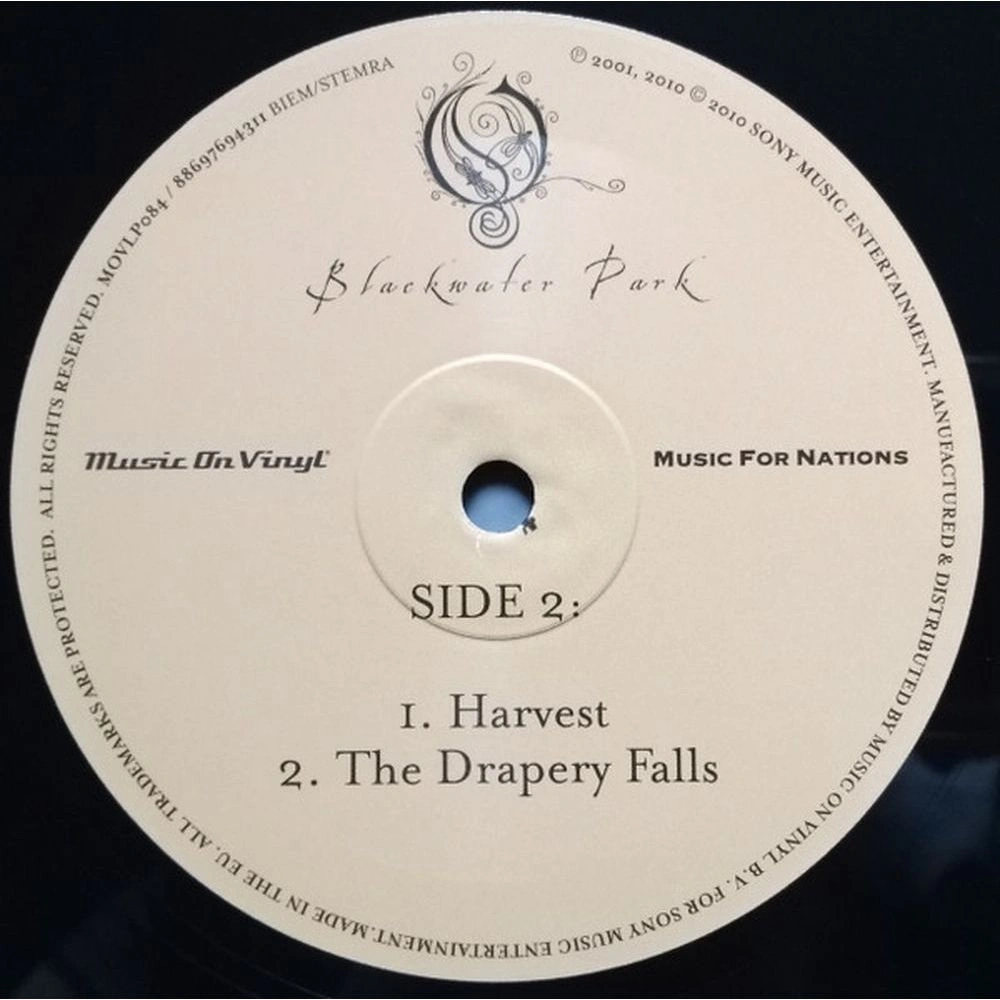 MOVLP084 / 88697694311 BIEM/STEMRA
℗ 2001, 2010 © 2010 SONY MUSIC ENTERTAINMENT. MANUFACTURED & DISTRIBUTED BY MUSIC ON VINYL B.V. FOR SONY MUSIC ENTERTAINMENT. MADE IN THE EU. ALL TRADEMARKS ARE PROTECTED. ALL RIGHTS RESERVED.
Blackwater Park
Music On Vinyl
MUSIC FOR NATIONS
SIDE 2:
1. Harvest
2. The Drapery Falls